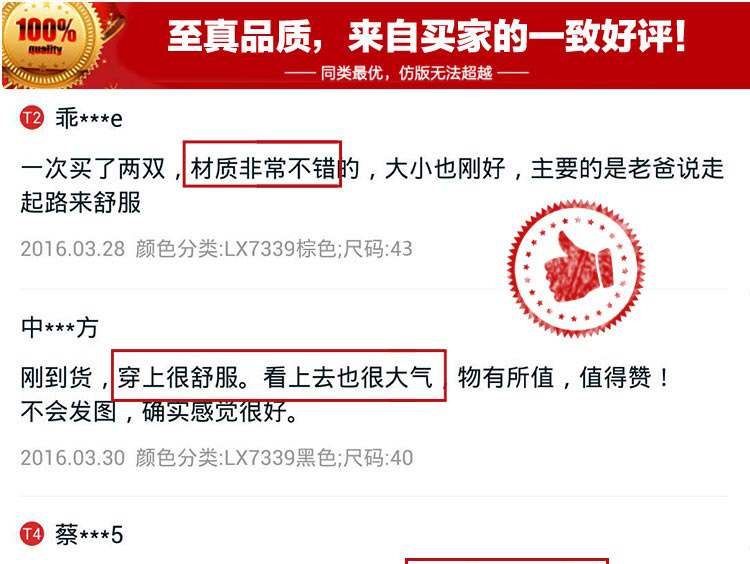 100%
quality
至真品质，来自买家的一致好评！
同类最优，仿版无法超越
T2 乖***e
一次买了两双，材质非常不错的，大小也刚好，主要的是老爸说走
起路来舒服
2016.03.28 颜色分类:LX7339棕色;尺码:43
中***方
刚到货，穿上很舒服。看上去也很大气，物有所值，值得赞！
不会发图，确实感觉很好。
2016.03.30 颜色分类:LX7339黑色;尺码:40
T4 蔡***5